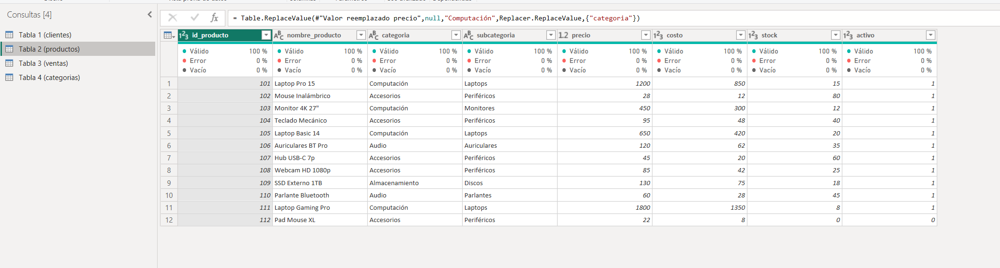 Consultas [4]
Tabla 1 (clientes)
Tabla 2 (productos)
Tabla 3 (ventas)
Tabla 4 (categorias)
= Table.ReplaceValue(#"Valor reemplazado precio",null,"Computación",Replacer.ReplaceValue,{"categoria"})
id_producto nombre_producto categoria subcategoria precio costo stock activo
Válido 100 % Válido 100 % Válido 100 % Válido 100 % Válido 100 % Válido 100 % Válido 100 % Válido 100 %
Error 0 % Error 0 % Error 0 % Error 0 % Error 0 % Error 0 % Error 0 % Error 0 %
Vacío 0 % Vacío 0 % Vacío 0 % Vacío 0 % Vacío 0 % Vacío 0 % Vacío 0 % Vacío 0 %
1 101 Laptop Pro 15 Computación Laptops 1200 850 15 1
2 102 Mouse Inalámbrico Accesorios Periféricos 28 12 80 1
3 103 Monitor 4K 27" Computación Monitores 450 300 12 1
4 104 Teclado Mecánico Accesorios Periféricos 95 48 40 1
5 105 Laptop Basic 14 Computación Laptops 650 420 20 1
6 106 Auriculares BT Pro Audio Auriculares 120 62 35 1
7 107 Hub USB-C 7p Accesorios Periféricos 45 20 60 1
8 108 Webcam HD 1080p Accesorios Periféricos 85 42 25 1
9 109 SSD Externo 1TB Almacenamiento Discos 130 75 18 1
10 110 Parlante Bluetooth Audio Parlantes 60 28 45 1
11 111 Laptop Gaming Pro Computación Laptops 1800 1350 8 1
12 112 Pad Mouse XL Accesorios Periféricos 22 8 0 0